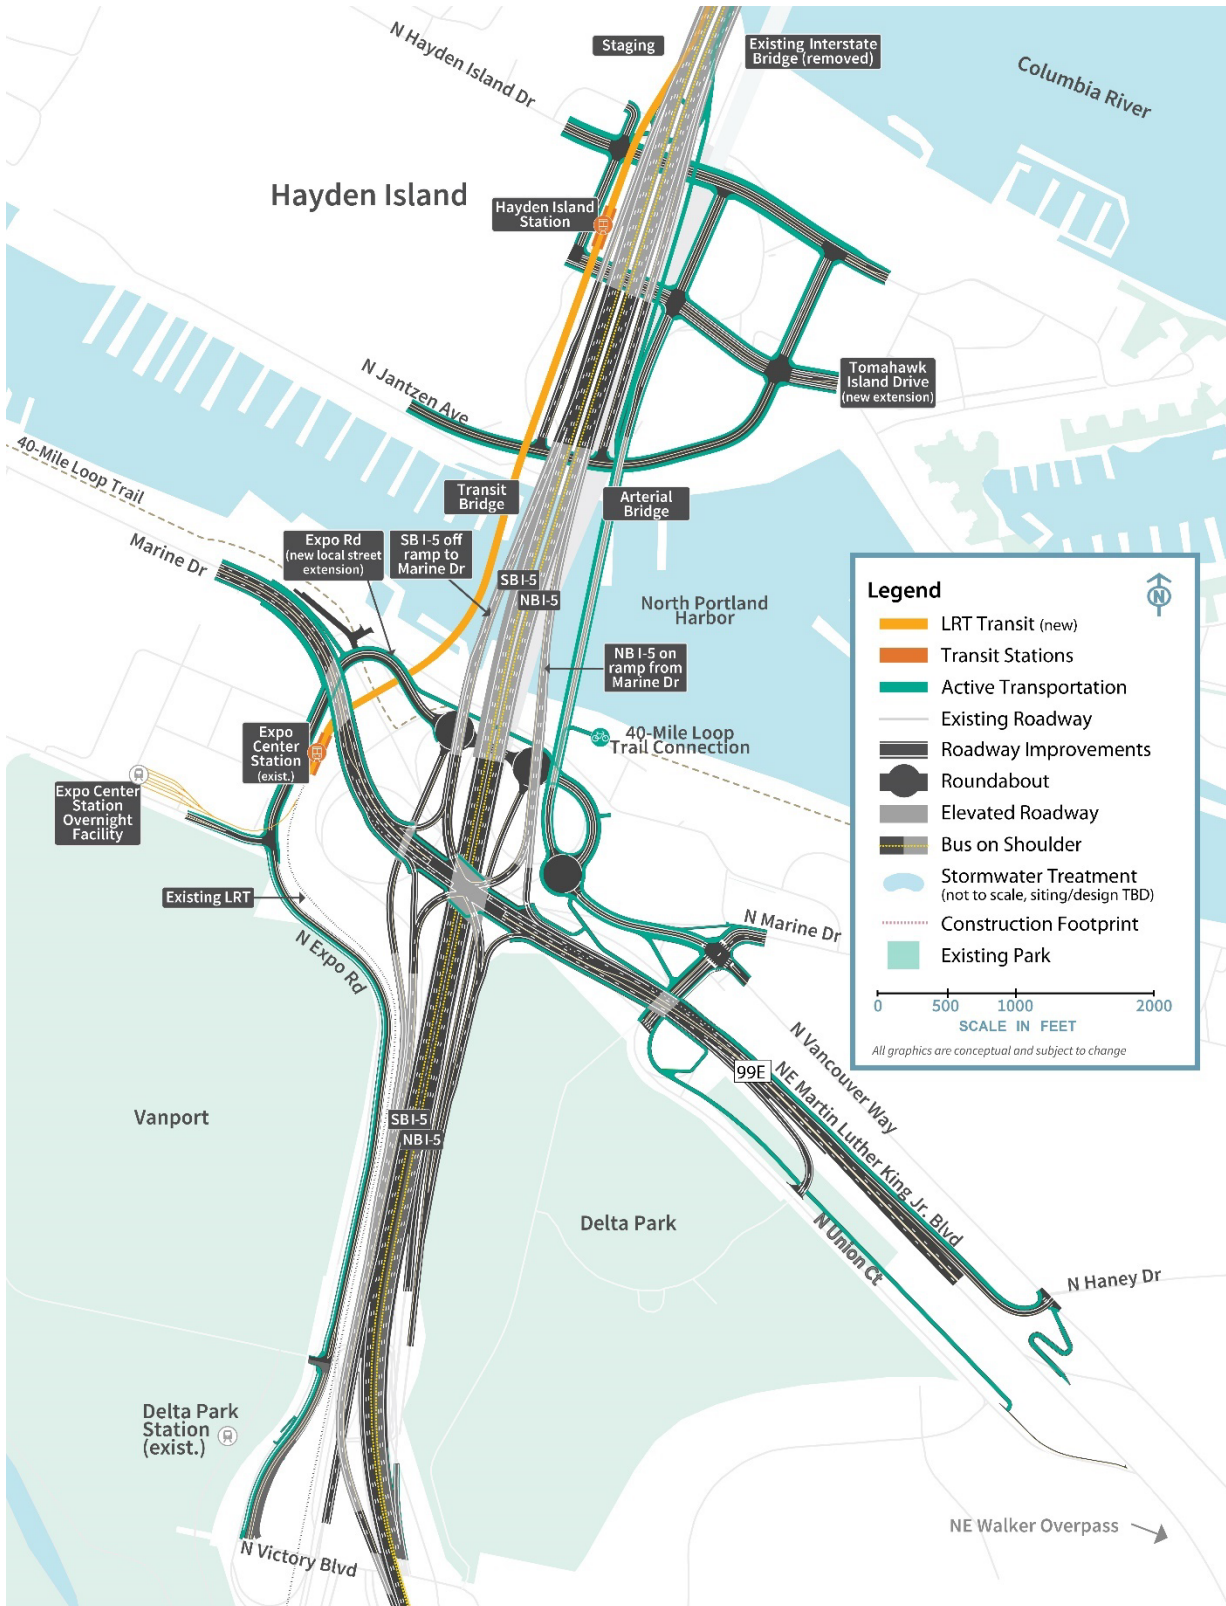 Staging
Existing Interstate
Bridge (removed)
N Hayden Island Dr
Columbia River
Hayden Island
Hayden Island
Station
N Jantzen Ave
Tomahawk
Island Drive
(new extension)
40-Mile Loop Trail
Transit
Bridge
Arterial
Bridge
Marine Dr
Expo Rd
(new local street
extension)
SB I-5 off
ramp to
Marine Dr
SB I-5
NB I-5
North Portland
Harbor
NB I-5 on
ramp from
Marine Dr
40-Mile Loop
Trail Connection
Expo
Center
Station
(exist.)
Expo Center
Station
Overnight
Facility
Existing LRT
N Expo Rd
N Marine Dr
N Vancouver Way
99E
NE Martin Luther King Jr. Blvd
Vanport
SB I-5
NB I-5
Delta Park
N Union Ct
N Haney Dr
Delta Park
Station
(exist.)
N Victory Blvd
NE Walker Overpass
Legend
N
LRT Transit (new)
Transit Stations
Active Transportation
Existing Roadway
Roadway Improvements
Roundabout
Elevated Roadway
Bus on Shoulder
Stormwater Treatment
(not to scale, siting/design TBD)
Construction Footprint
Existing Park
0 500 1000 2000
SCALE IN FEET
All graphics are conceptual and subject to change